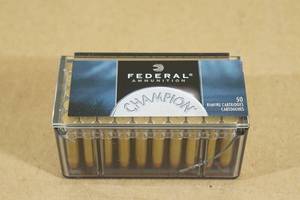 FEDERAL
AMMUNITION
CHAMPION
50
RIMFIRE CARTRIDGES
CARTOUCHES